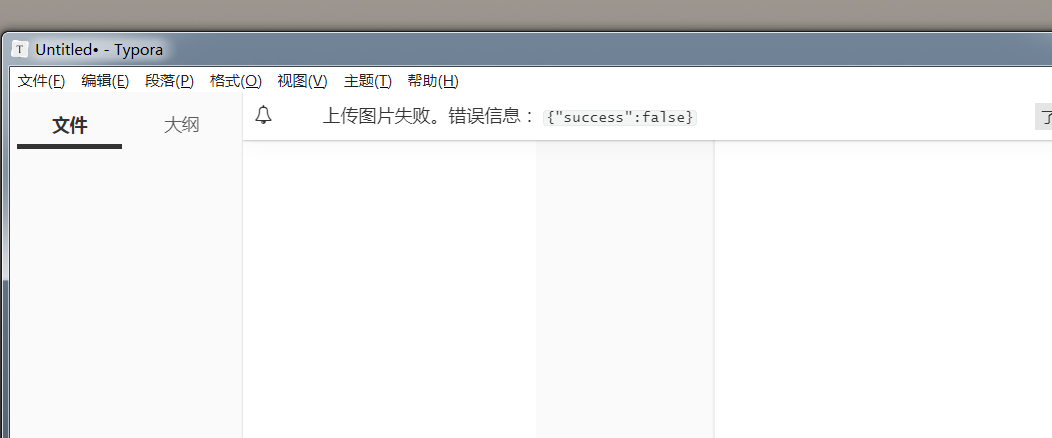 T Untitled• - Typora
文件(F) 编辑(E) 段落(P) 格式(O) 视图(V) 主题(T) 帮助(H)
文件 大纲 上传图片失败。错误信息： {"success":false} 了